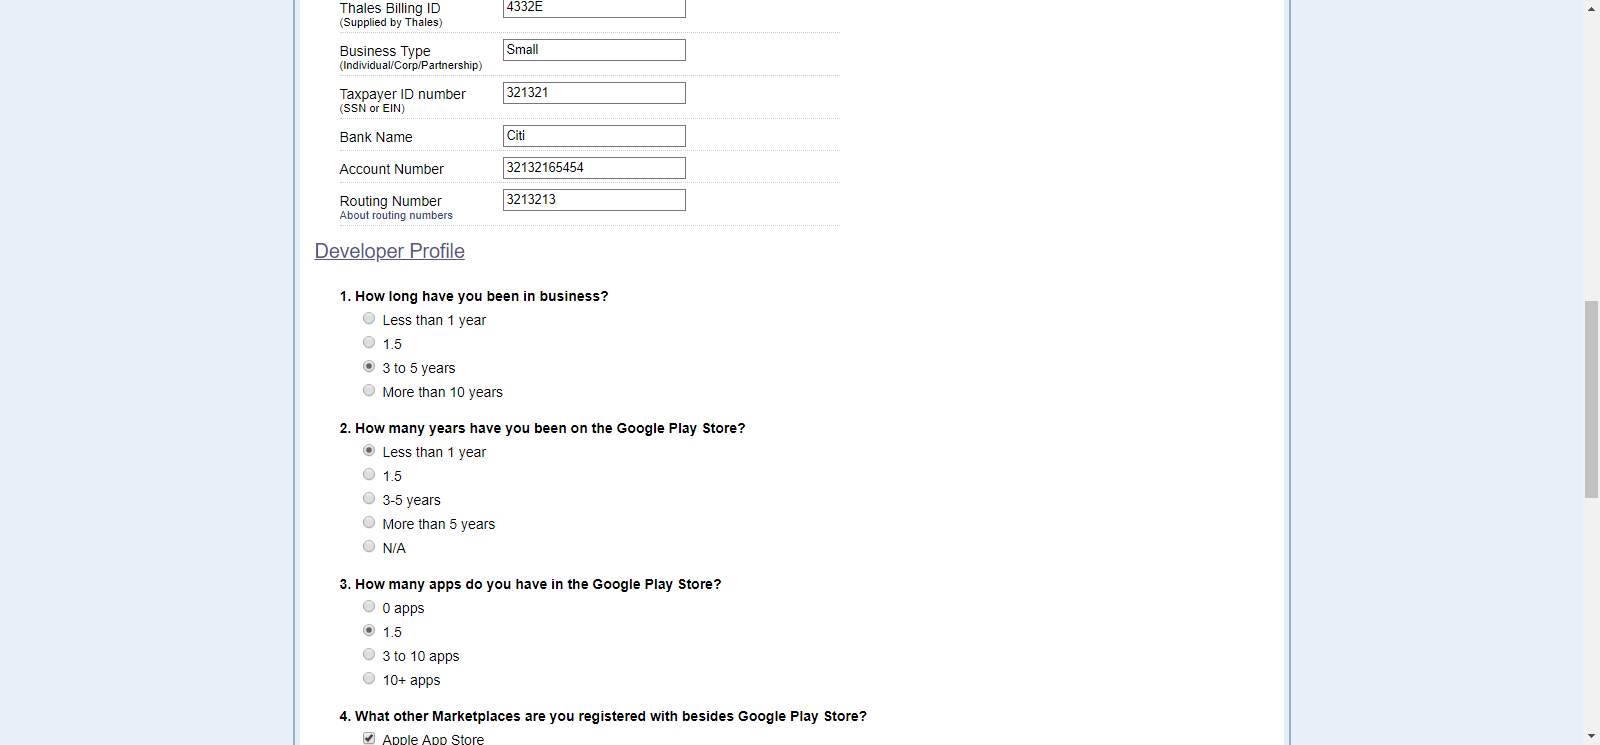 Thales Billing ID 4332E
(Supplied by Thales)
Business Type Small
(Individual/Corp/Partnership)
Taxpayer ID number 321321
(SSN or EIN)
Bank Name Citi
Account Number 32132165454
Routing Number 3213213
About routing numbers
Developer Profile
1. How long have you been in business?
Less than 1 year
1.5
3 to 5 years
More than 10 years
2. How many years have you been on the Google Play Store?
Less than 1 year
1.5
3-5 years
More than 5 years
N/A
3. How many apps do you have in the Google Play Store?
0 apps
1.5
3 to 10 apps
10+ apps
4. What other Marketplaces are you registered with besides Google Play Store?
Apple App Store